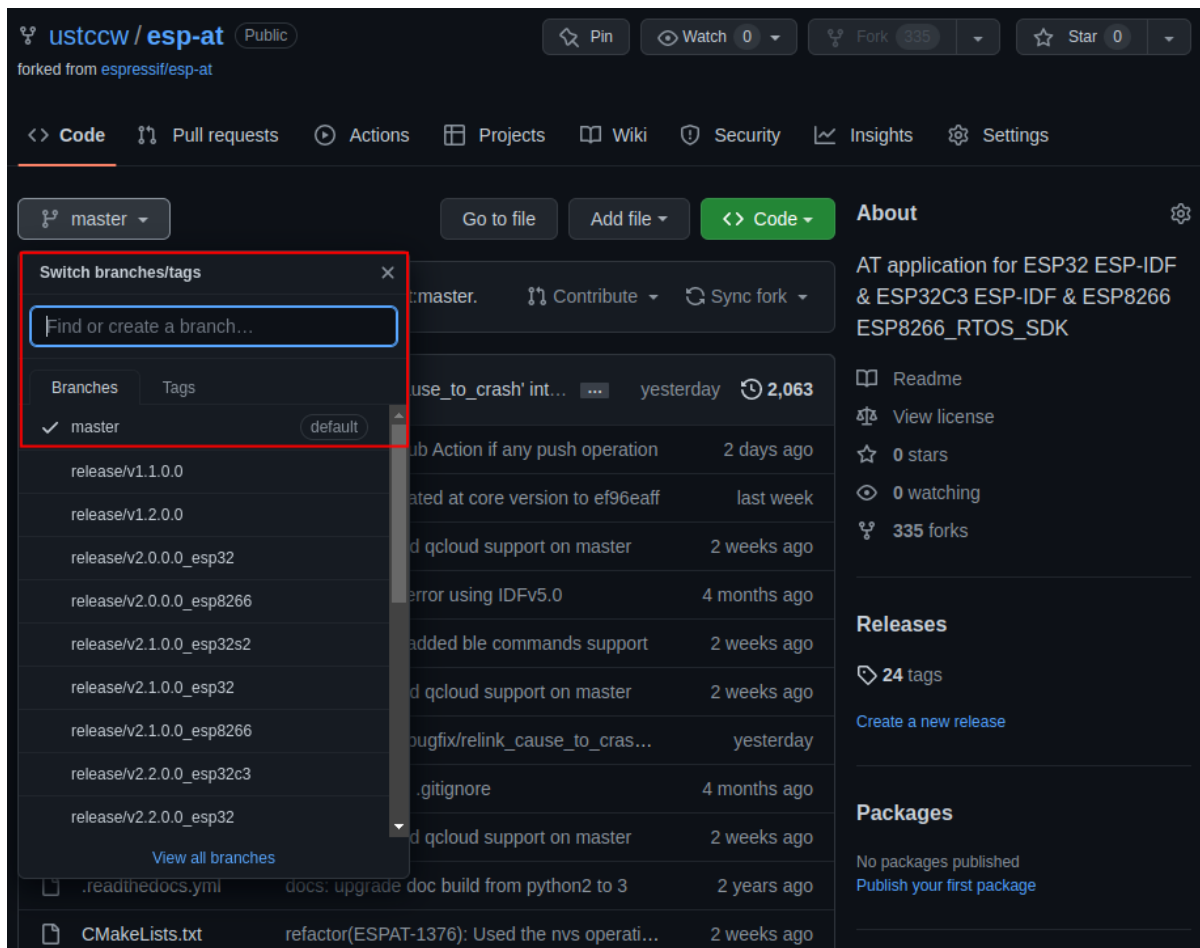 ustccw / esp-at Public
Pin
Watch 0
Fork 335
Star 0
forked from espressif/esp-at
Code
Pull requests
Actions
Projects
Wiki
Security
Insights
Settings
master
Go to file
Add file
Code
Switch branches/tags
Find or create a branch…
Branches
Tags
master default
release/v1.1.0.0
release/v1.2.0.0
release/v2.0.0.0_esp32
release/v2.0.0.0_esp8266
release/v2.1.0.0_esp32s2
release/v2.1.0.0_esp32
release/v2.1.0.0_esp8266
release/v2.2.0.0_esp32c3
release/v2.2.0.0_esp32
View all branches
t:master.
Contribute
Sync fork
use_to_crash' int… ... yesterday 2,063
ub Action if any push operation 2 days ago
ated at core version to ef96eaff last week
d qcloud support on master 2 weeks ago
error using IDFv5.0 4 months ago
added ble commands support 2 weeks ago
d qcloud support on master 2 weeks ago
bugfix/relink_cause_to_cras… yesterday
.gitignore 4 months ago
d qcloud support on master 2 weeks ago
.readthedocs.yml docs: upgrade doc build from python2 to 3 2 years ago
CMakeLists.txt refactor(ESPAT-1376): Used the nvs operati… 2 weeks ago
About
AT application for ESP32 ESP-IDF
& ESP32C3 ESP-IDF & ESP8266
ESP8266_RTOS_SDK
Readme
View license
0 stars
0 watching
335 forks
Releases
24 tags
Create a new release
Packages
No packages published
Publish your first package